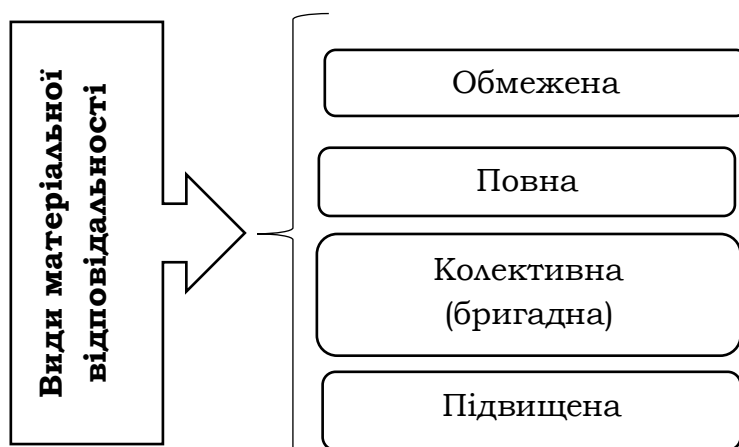 Види матеріальної
відповідальності
Обмежена
Повна
Колективна
(бригадна)
Підвищена